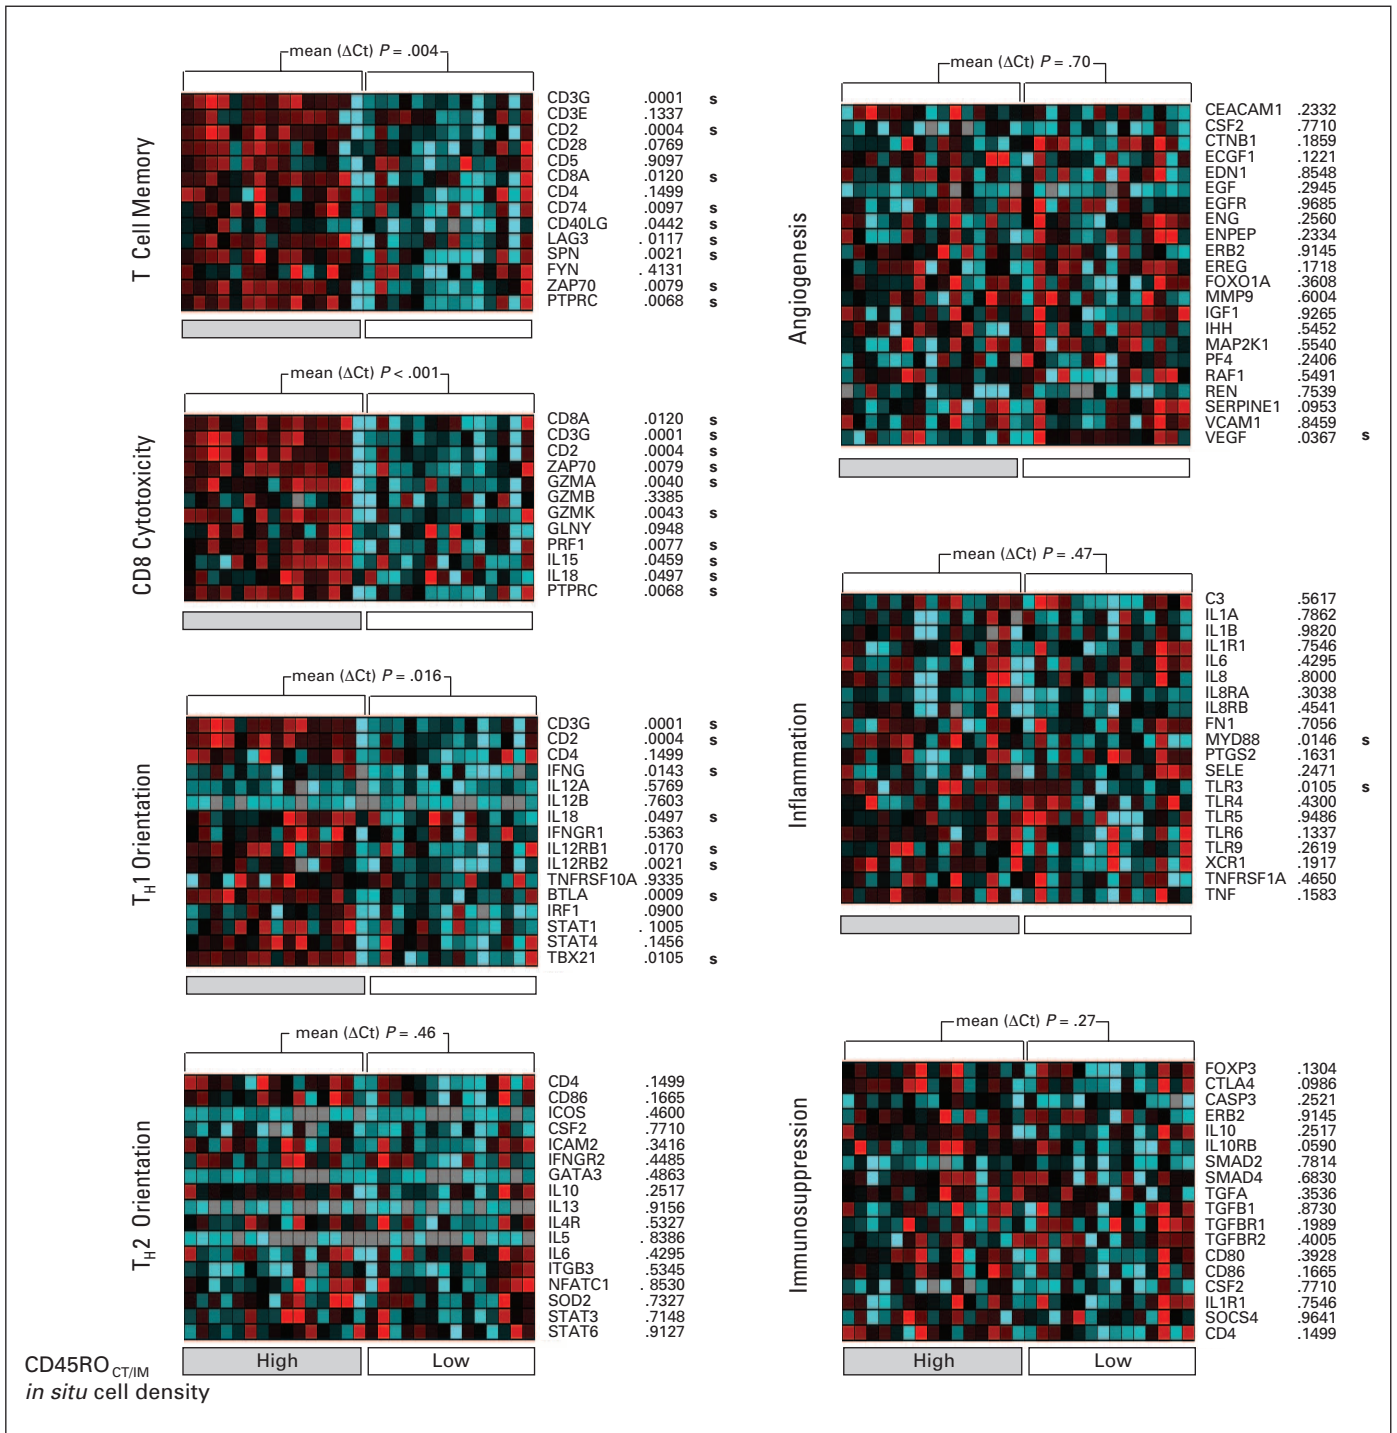 mean (ΔCt) P = .004
T Cell Memory
CD3G .0001 s
CD3E .1337
CD2 .0004 s
CD28 .0769
CD5 .9097
CD8A .0120 s
CD4 .1499
CD74 .0097 s
CD40LG .0442 s
LAG3 . 0117 s
SPN .0021 s
FYN . 4131
ZAP70 .0079 s
PTPRC .0068 s
mean (ΔCt) P < .001
CD8 Cytotoxicity
CD8A .0120 s
CD3G .0001 s
CD2 .0004 s
ZAP70 .0079 s
GZMA .0040 s
GZMB .3385
GZMK .0043 s
GLNY .0948
PRF1 .0077 s
IL15 .0459 s
IL18 .0497 s
PTPRC .0068 s
mean (ΔCt) P = .016
TH1 Orientation
CD3G .0001 s
CD2 .0004 s
CD4 .1499
IFNG .0143 s
IL12A .5769
IL12B .7603
IL18 .0497 s
IFNGR1 .5363
IL12RB1 .0170 s
IL12RB2 .0021 s
TNFRSF10A .9335
BTLA .0009 s
IRF1 .0900
STAT1 . 1005
STAT4 .1456
TBX21 .0105 s
mean (ΔCt) P = .46
TH2 Orientation
CD4 .1499
CD86 .1665
ICOS .4600
CSF2 .7710
ICAM2 .3416
IFNGR2 .4485
GATA3 .4863
IL10 .2517
IL13 .9156
IL4R .5327
IL5 . 8386
IL6 .4295
ITGB3 .5345
NFATC1 . 8530
SOD2 .7327
STAT3 .7148
STAT6 .9127
High Low
CD45RO CT/IM
in situ cell density
mean (ΔCt) P = .70
Angiogenesis
CEACAM1 .2332
CSF2 .7710
CTNB1 .1859
ECGF1 .1221
EDN1 .8548
EGF .2945
EGFR .9685
ENG .2560
ENPEP .2334
ERB2 .9145
EREG .1718
FOXO1A .3608
MMP9 .6004
IGF1 .9265
IHH .5452
MAP2K1 .5540
PF4 .2406
RAF1 .5491
REN .7539
SERPINE1 .0953
VCAM1 .8459
VEGF .0367 s
mean (ΔCt) P = .47
Inflammation
C3 .5617
IL1A .7862
IL1B .9820
IL1R1 .7546
IL6 .4295
IL8 .8000
IL8RA .3038
IL8RB .4541
FN1 .7056
MYD88 .0146 s
PTGS2 .1631
SELE .2471
TLR3 .0105 s
TLR4 .4300
TLR5 .9486
TLR6 .1337
TLR9 .2619
XCR1 .1917
TNFRSF1A .4650
TNF .1583
mean (ΔCt) P = .27
Immunosuppression
FOXP3 .1304
CTLA4 .0986
CASP3 .2521
ERB2 .9145
IL10 .2517
IL10RB .0590
SMAD2 .7814
SMAD4 .6830
TGFA .3536
TGFB1 .8730
TGFBR1 .1989
TGFBR2 .4005
CD80 .3928
CD86 .1665
CSF2 .7710
IL1R1 .7546
SOCS4 .9641
CD4 .1499
High Low